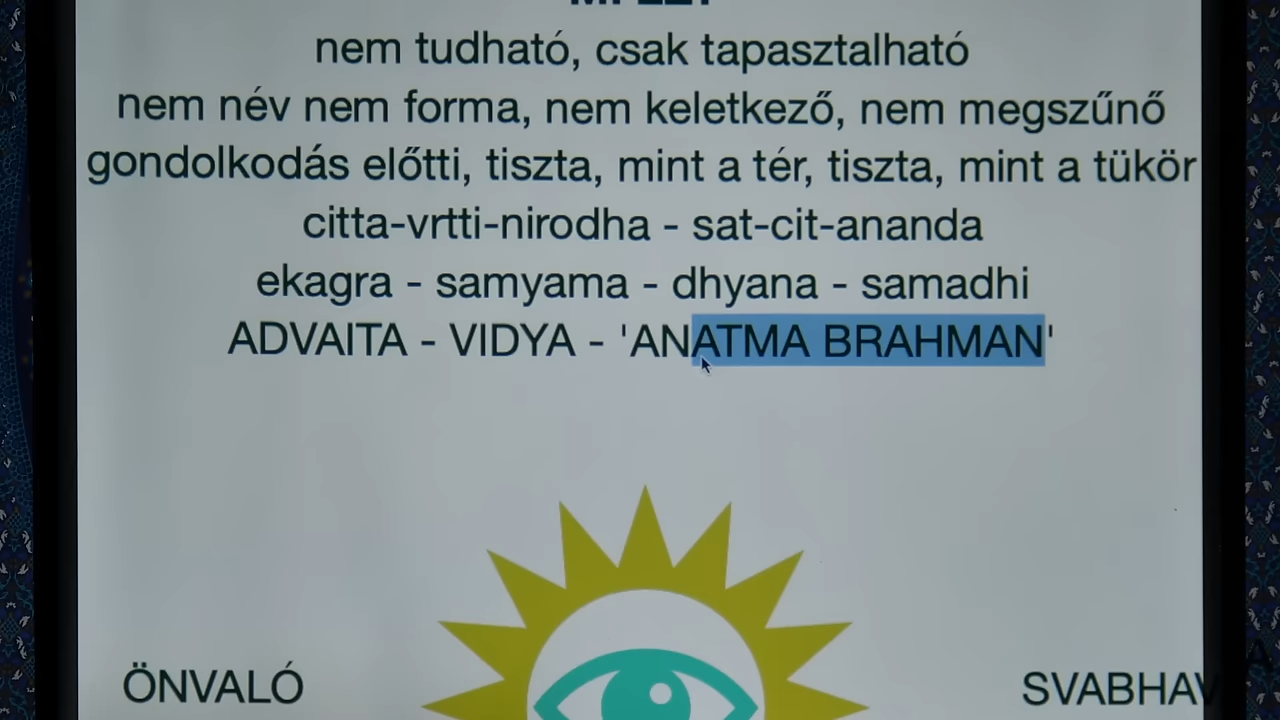 nem tudható, csak tapasztalható
nem név nem forma, nem keletkező, nem megszűnő
gondolkodás előtti, tiszta, mint a tér, tiszta, mint a tükör
citta-vrtti-nirodha - sat-cit-ananda
ekagra - samyama - dhyana - samadhi
ADVAITA - VIDYA - 'ANATMA BRAHMAN'
ÖNVALÓ
SVABHAVA